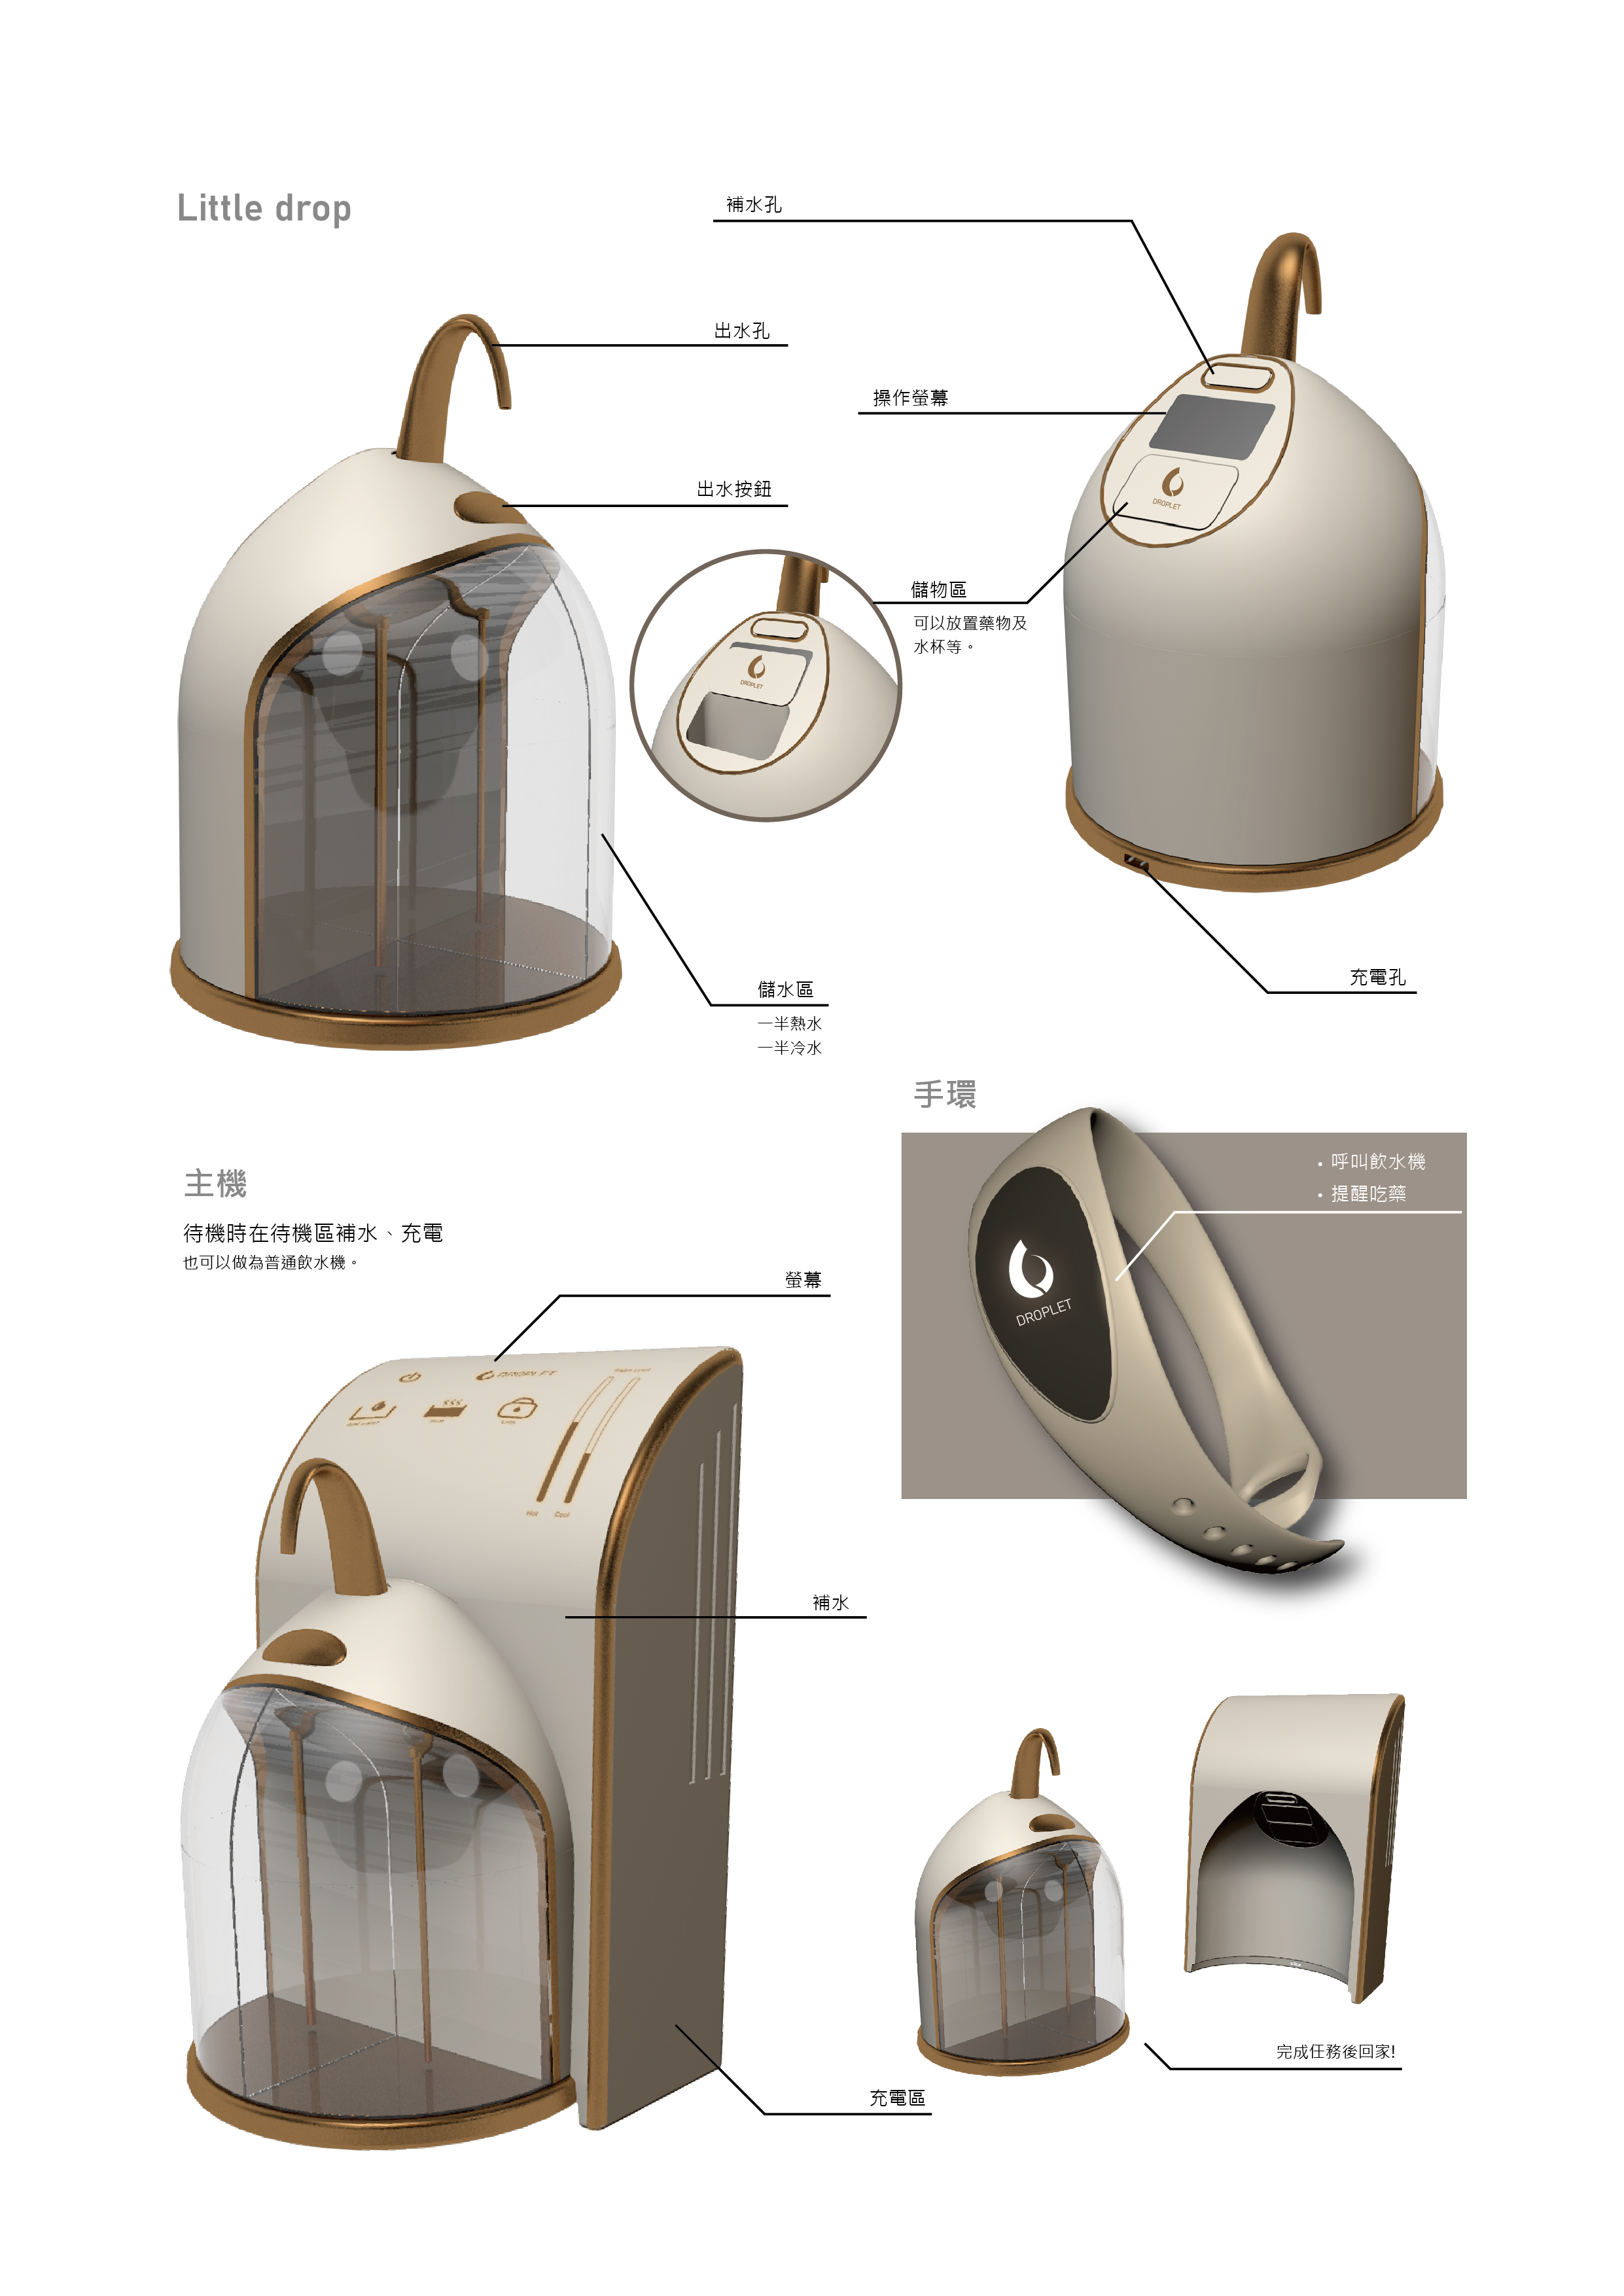 Little drop
補水孔
出水孔
操作螢幕
出水按鈕
DROPLET
儲物區
可以放置藥物及
水杯等。
DROPLET
儲水區
一半熱水
一半冷水
充電孔
手環
呼叫飲水機
提醒吃藥
DROPLET
主機
待機時在待機區補水、充電
也可以做為普通飲水機。
螢幕
DROPLET
Hot
Cool
補水
完成任務後回家!
充電區